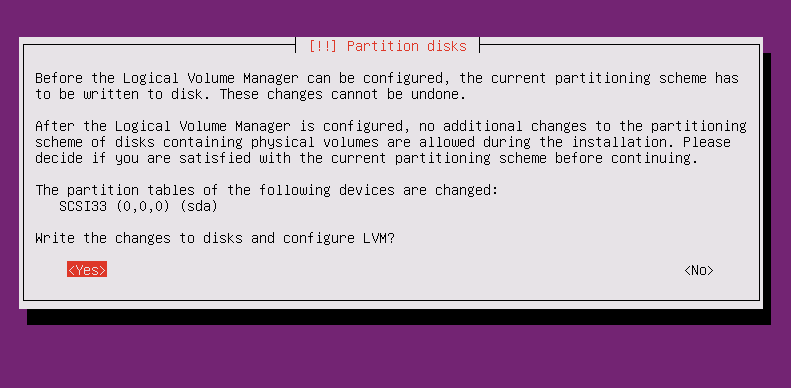 [!!] Partition disks
Before the Logical Volume Manager can be configured, the current partitioning scheme has
to be written to disk. These changes cannot be undone.
After the Logical Volume Manager is configured, no additional changes to the partitioning
scheme of disks containing physical volumes are allowed during the installation. Please
decide if you are satisfied with the current partitioning scheme before continuing.
The partition tables of the following devices are changed:
SCSI33 (0,0,0) (sda)
Write the changes to disks and configure LVM?
<Yes> <No>